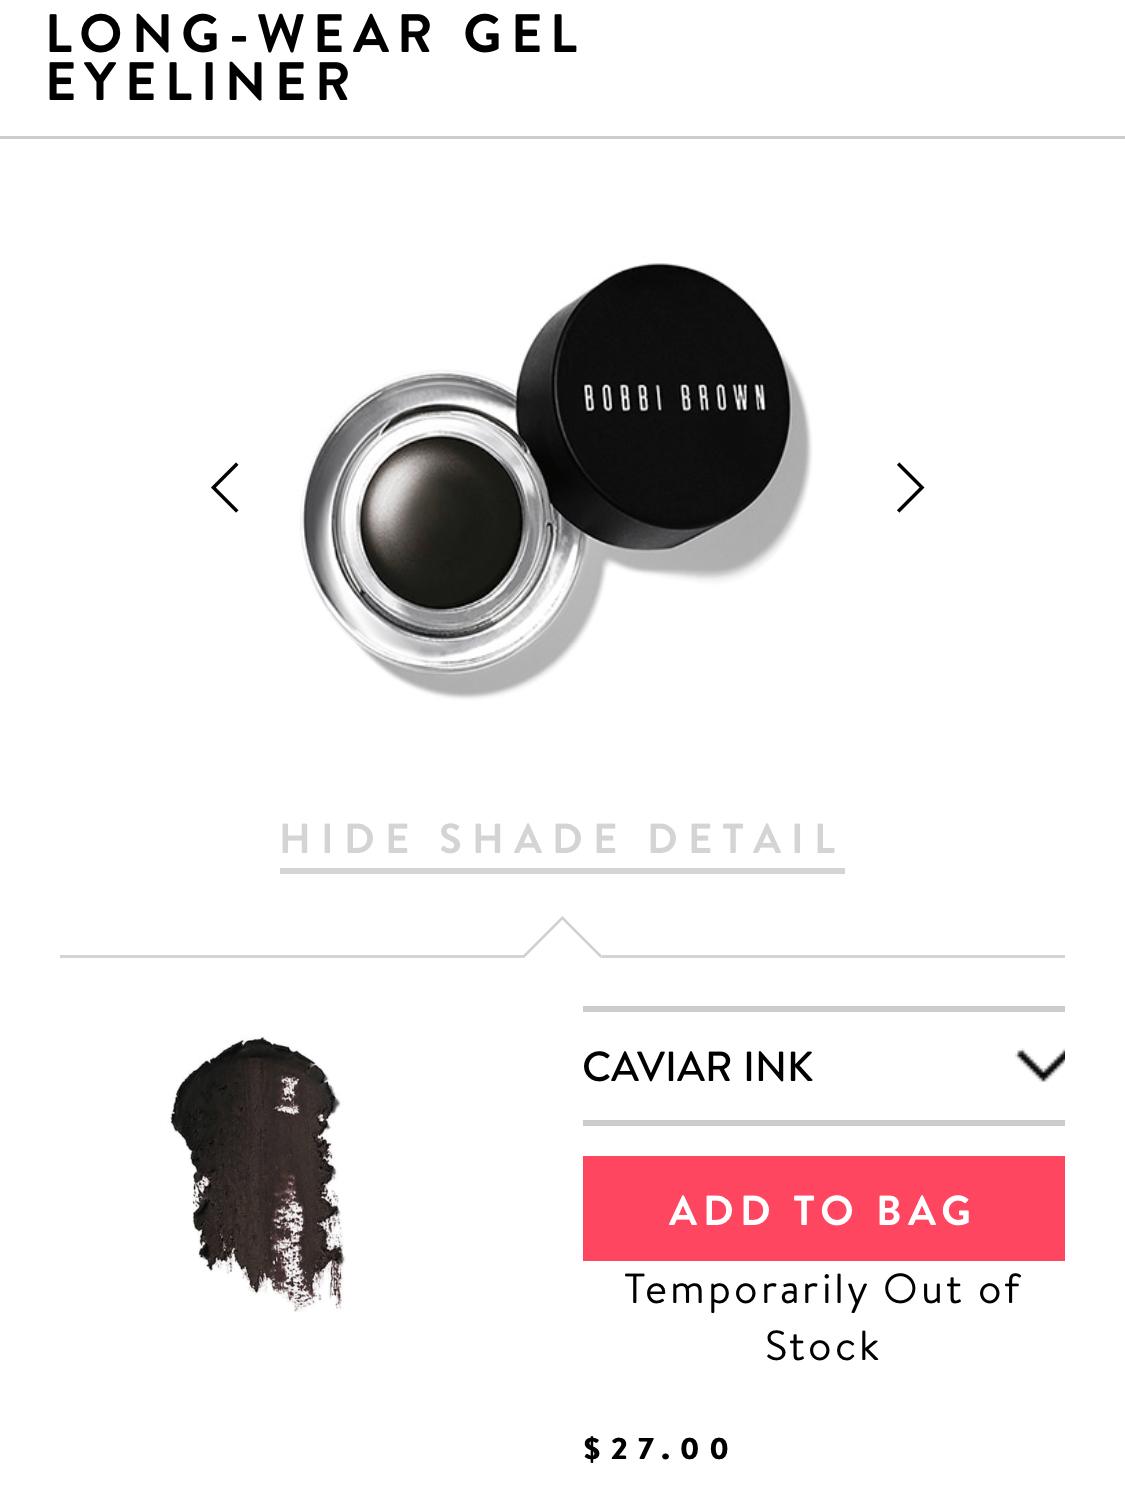 LONG-WEAR GEL
EYELINER
BOBBI BROWN
HIDE SHADE DETAIL
CAVIAR INK
ADD TO BAG
Temporarily Out of
Stock
$27.00